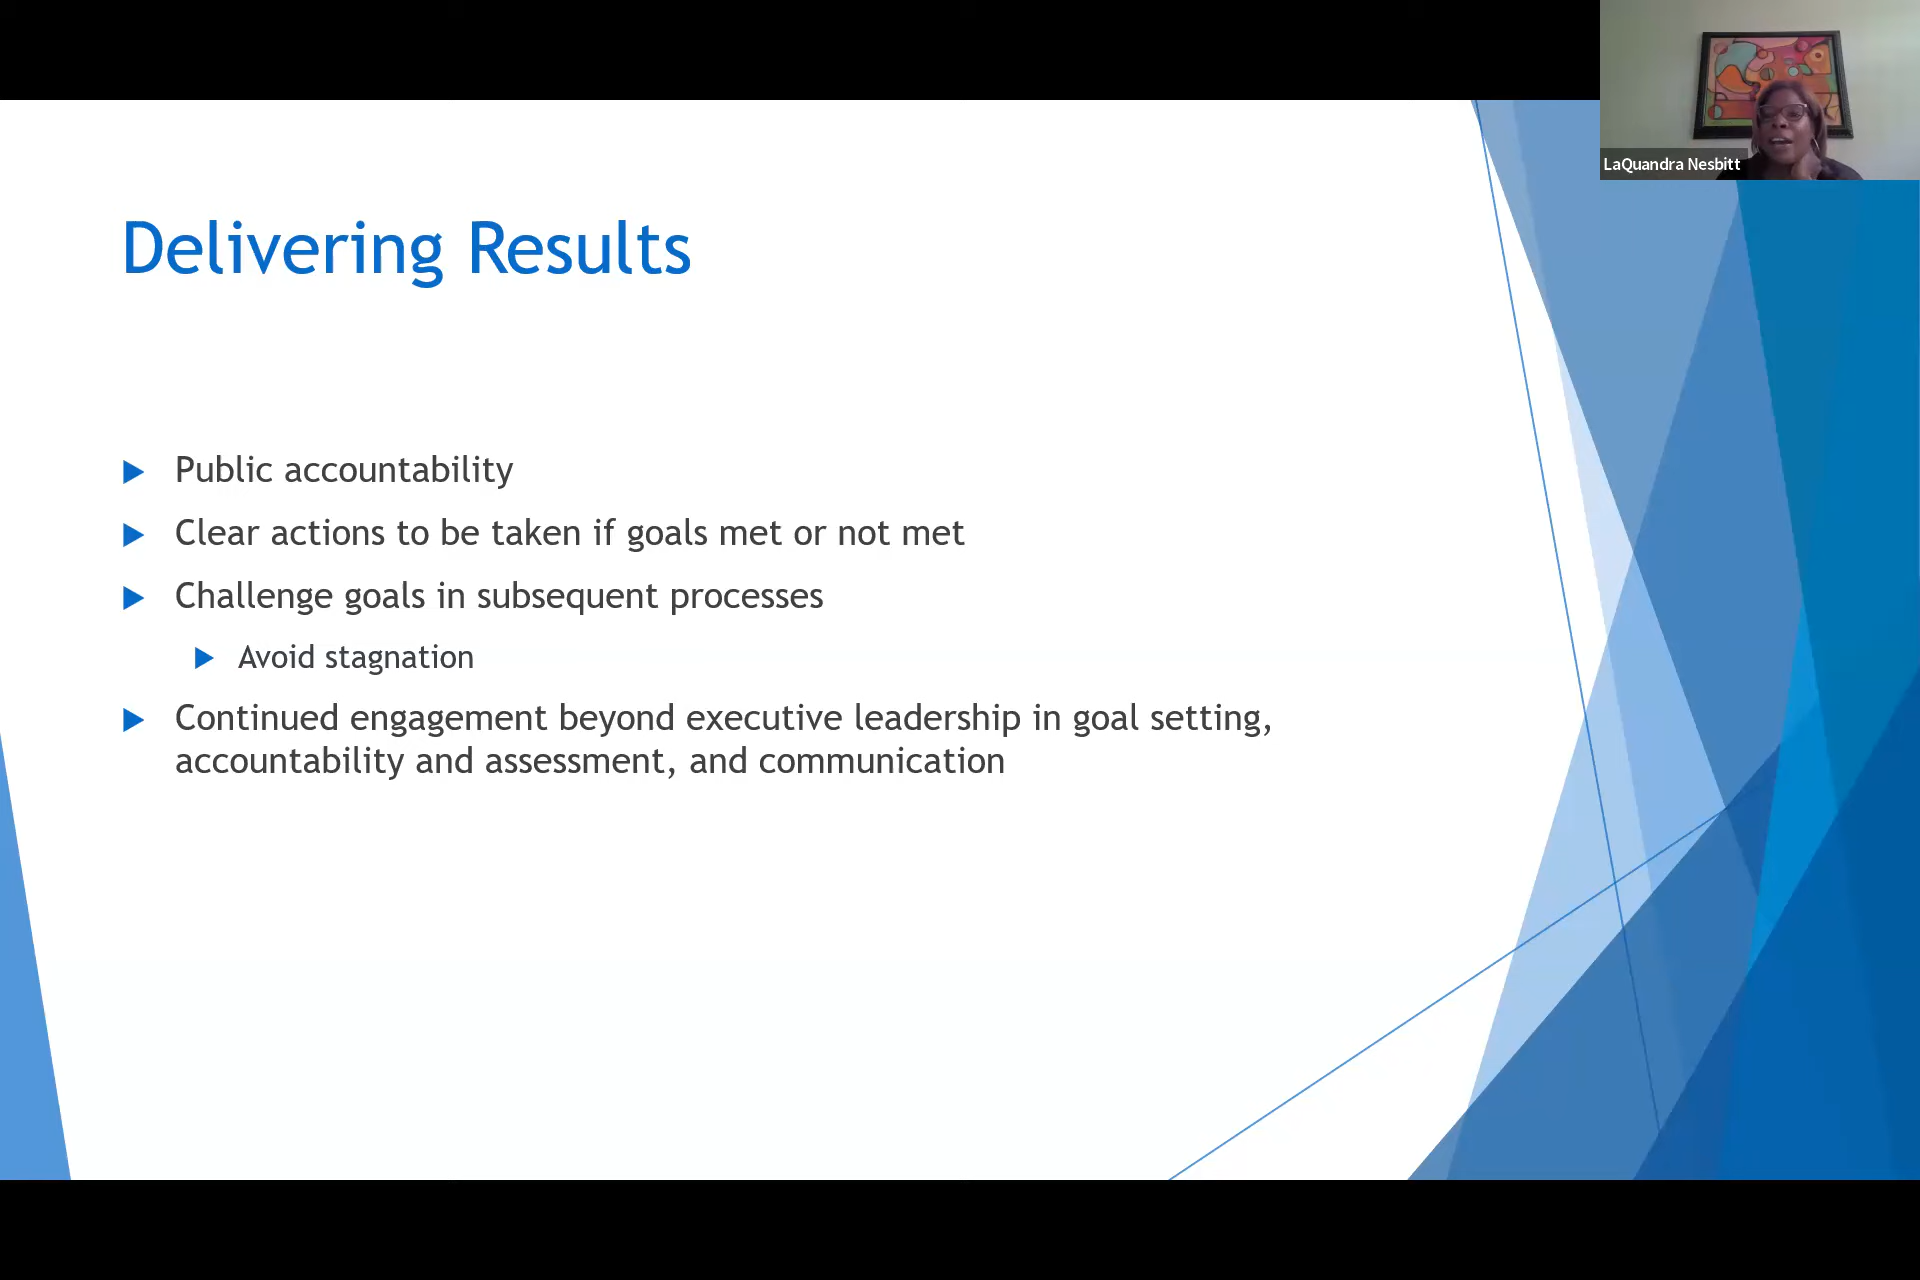 LaQuandra Nesbitt
Delivering Results
Public accountability
Clear actions to be taken if goals met or not met
Challenge goals in subsequent processes
Avoid stagnation
Continued engagement beyond executive leadership in goal setting,
accountability and assessment, and communication